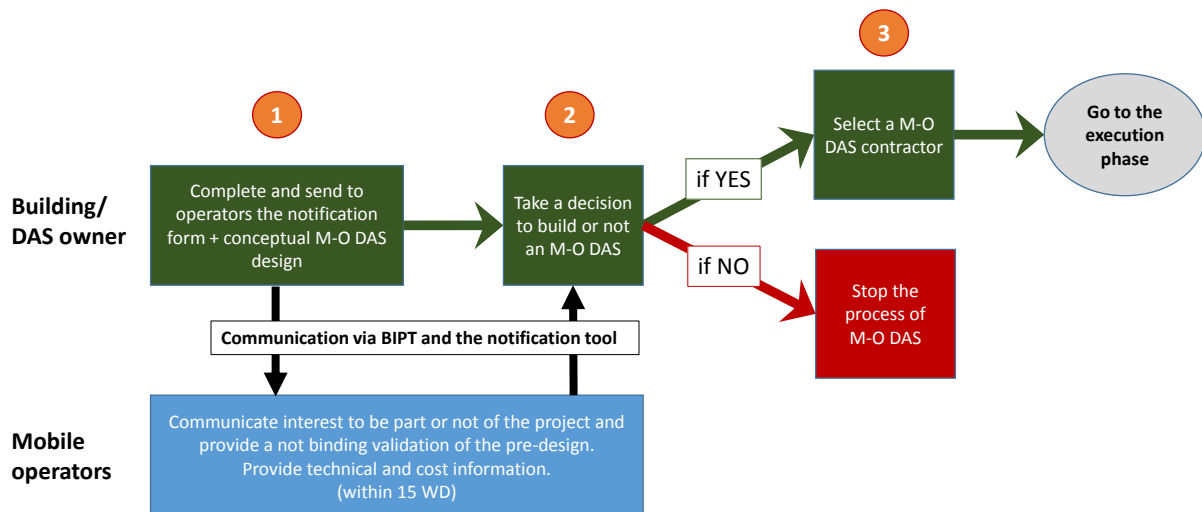 1
2
3
Building/
DAS owner
Complete and send to
operators the notification
form + conceptual M-O DAS
design
Take a decision
to build or not
an M-O DAS
if YES
if NO
Select a M-O
DAS contractor
Go to the
execution
phase
Stop the
process of
M-O DAS
Communication via BIPT and the notification tool
Mobile
operators
Communicate interest to be part or not of the project and
provide a not binding validation of the pre-design.
Provide technical and cost information.
(within 15 WD)